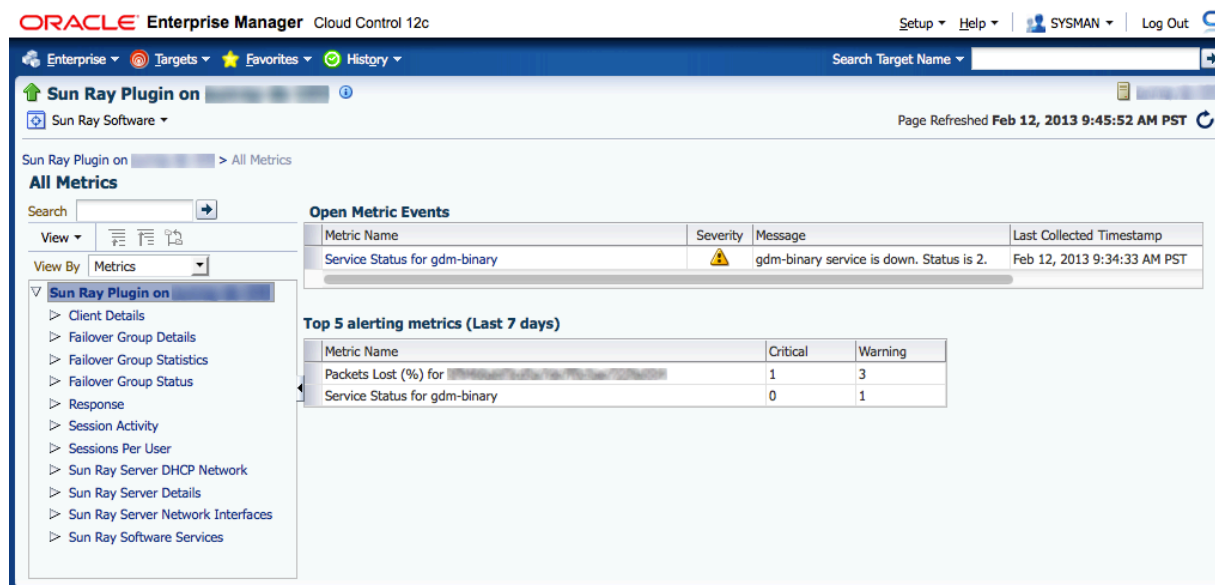 ORACLE Enterprise Manager Cloud Control 12c
Setup Help SYSMAN Log Out
Enterprise Targets Favorites History Search Target Name
Sun Ray Plugin on
Sun Ray Software Page Refreshed Feb 12, 2013 9:45:52 AM PST
Sun Ray Plugin on > All Metrics
All Metrics
Search
View
View By Metrics
Sun Ray Plugin on
Client Details
Failover Group Details
Failover Group Statistics
Failover Group Status
Response
Session Activity
Sessions Per User
Sun Ray Server DHCP Network
Sun Ray Server Details
Sun Ray Server Network Interfaces
Sun Ray Software Services
Open Metric Events
Metric Name Severity Message Last Collected Timestamp
Service Status for gdm-binary gdm-binary service is down. Status is 2. Feb 12, 2013 9:34:33 AM PST
Top 5 alerting metrics (Last 7 days)
Metric Name Critical Warning
Packets Lost (%) for 1 3
Service Status for gdm-binary 0 1